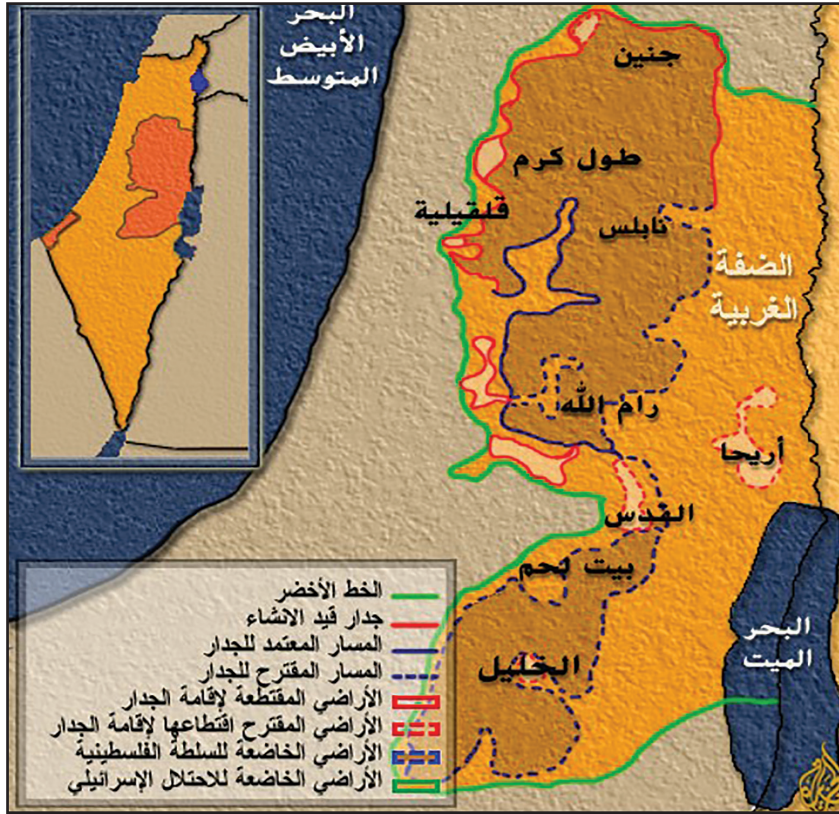 البحر
الأبيض
المتوسط
جنين
طول كرم
قلقيلية
نابلس
الضفة
الغربية
رام الله
أريحا
القدس
بيت لحم
الخليل
البحر
الميت
الخط الأخضر
جدار قيد الانشاء
المسار المعتمد للجدار
المسار المقترح للجدار
الأراضي المقتطعة لإقامة الجدار
الأراضي المقترح اقتطاعها لإقامة الجدار
الأراضي الخاضعة للسلطة الفلسطينية
الأراضي الخاضعة للاحتلال الإسرائيلي